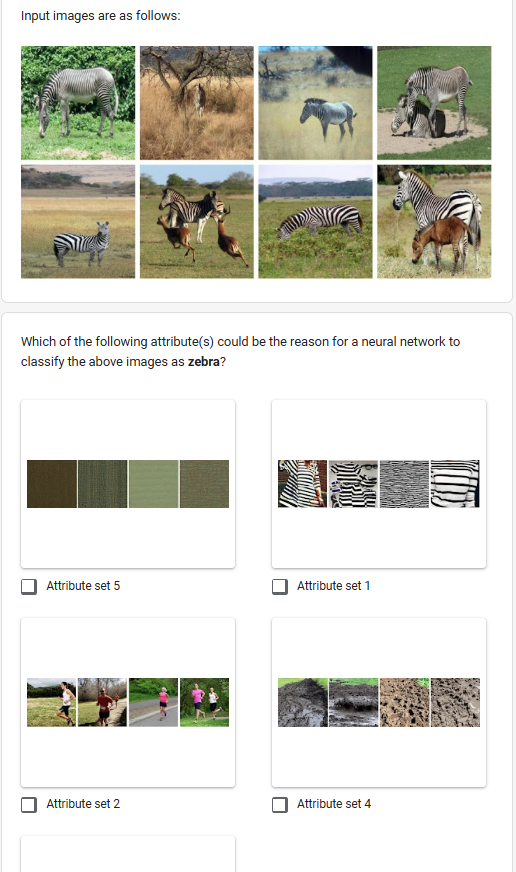 Input images are as follows:
Which of the following attribute(s) could be the reason for a neural network to
classify the above images as zebra?
Attribute set 5
Attribute set 1
Attribute set 2
Attribute set 4